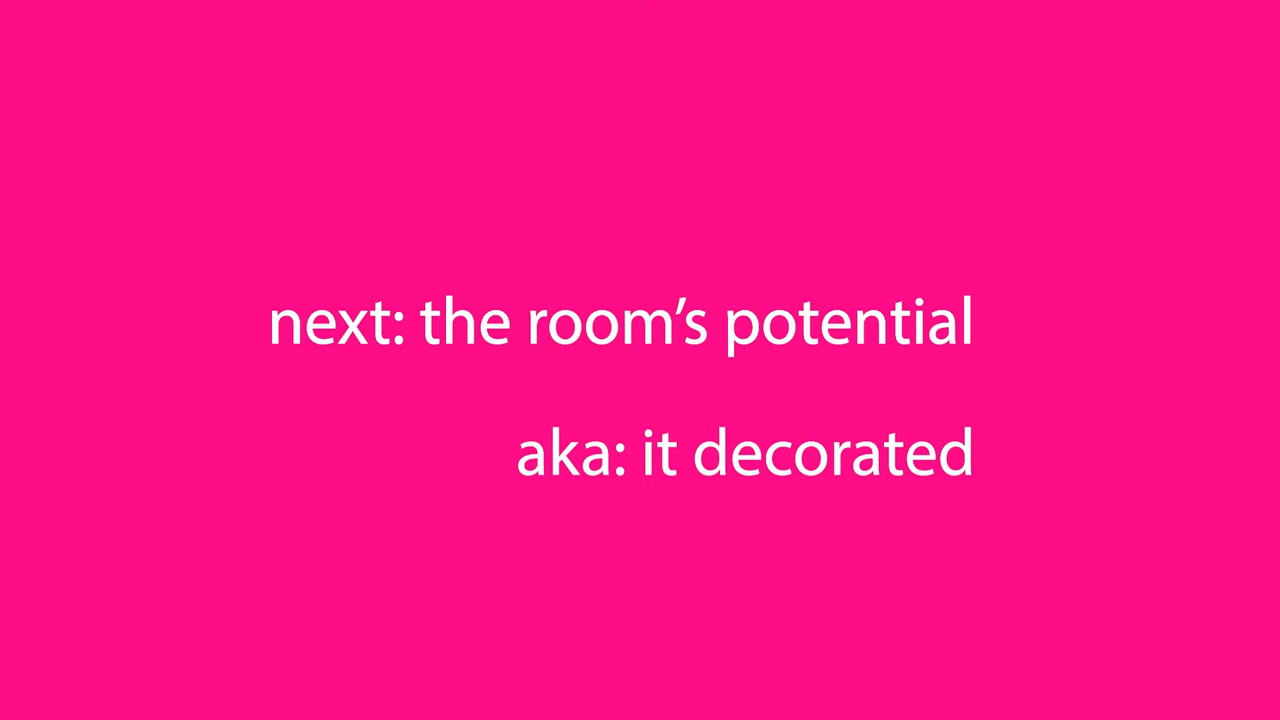 next: the room’s potential
aka: it decorated